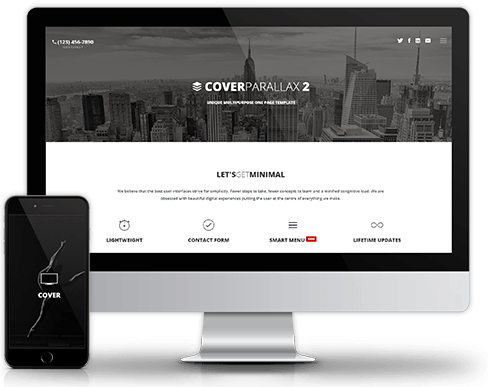 (123) 456-7890
COVERPARALLAX 2
UNIQUE MULTIPURPOSE ONE PAGE TEMPLATE
LET'SGETMINIMAL
We believe that the best user interfaces strive for simplicity. Fewer steps to take, fewer concepts to learn and a minified congnitive load. We are
obsessed with beautiful digital experiences putting the user at the centre of everything we make.
LIGHTWEIGHT
CONTACT FORM
SMART MENU
LIFETIME UPDATES
COVER